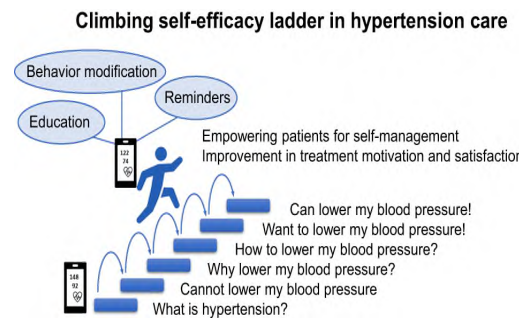 Climbing self-efficacy ladder in hypertension care
Behavior modification
Reminders
Education
122
74
Empowering patients for self-management
Improvement in treatment motivation and satisfaction
Can lower my blood pressure!
Want to lower my blood pressure!
How to lower my blood pressure?
Why lower my blood pressure?
Cannot lower my blood pressure
What is hypertension?
148
92